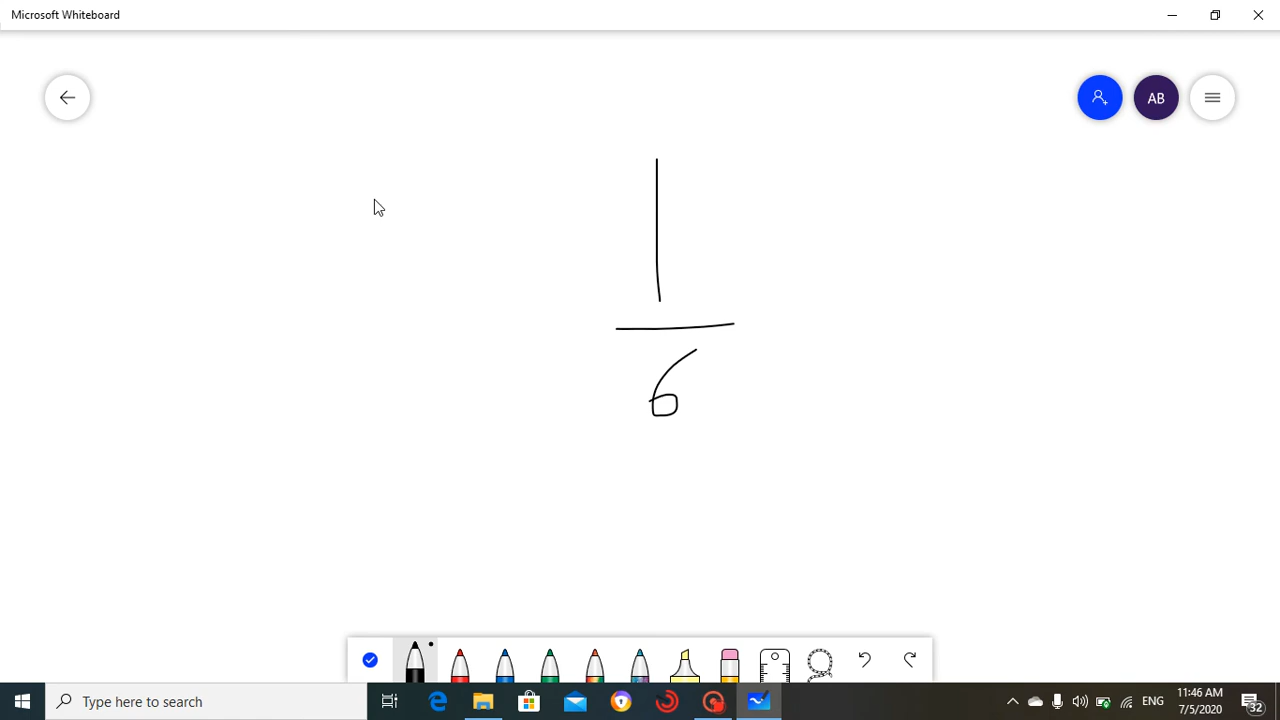 Microsoft Whiteboard
AB
1
6
Type here to search
ENG
11:46 AM
7/5/2020
32